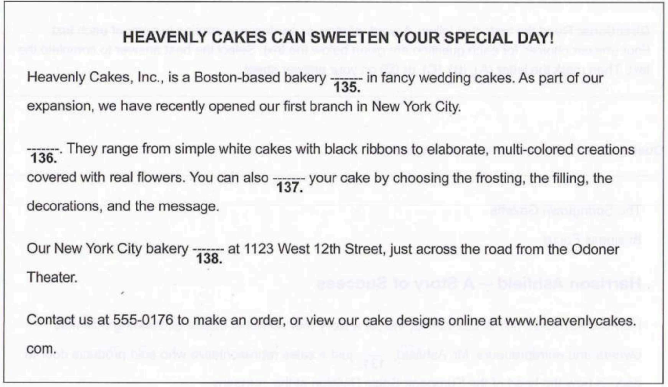 HEAVENLY CAKES CAN SWEETEN YOUR SPECIAL DAY!
Heavenly Cakes, Inc., is a Boston-based bakery ------- in fancy wedding cakes. As part of our
135.
expansion, we have recently opened our first branch in New York City.
-------. They range from simple white cakes with black ribbons to elaborate, multi-colored creations
136.
covered with real flowers. You can also ------- your cake by choosing the frosting, the filling, the
137.
decorations, and the message.
Our New York City bakery ------- at 1123 West 12th Street, just across the road from the Odoner
138.
Theater.
Contact us at 555-0176 to make an order, or view our cake designs online at www.heavenlycakes.
com.